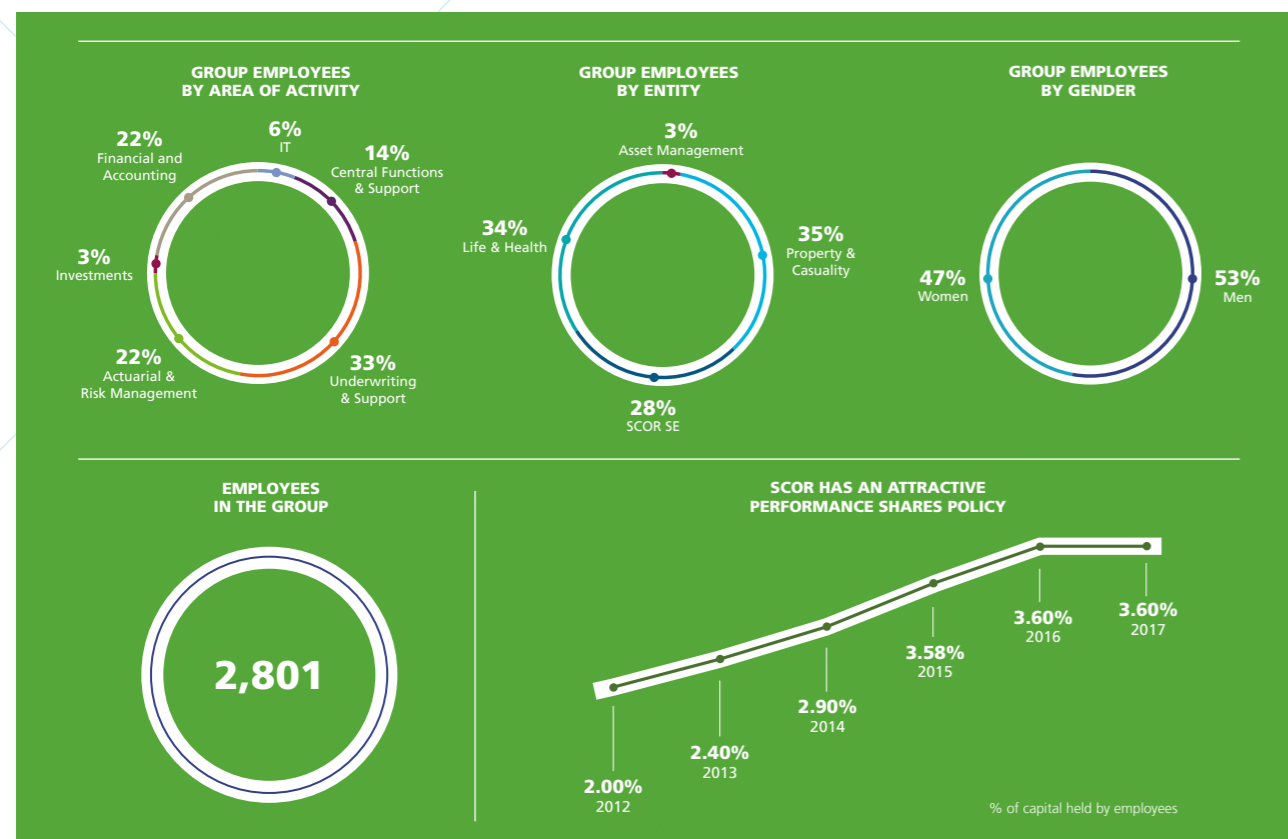 GROUP EMPLOYEES
BY AREA OF ACTIVITY
6%
IT
14%
Central Functions
& Support
33%
Underwriting
& Support
22%
Actuarial &
Risk Management
3%
Investments
22%
Financial and
Accounting
GROUP EMPLOYEES
BY ENTITY
3%
Asset Management
35%
Property &
Casuality
28%
SCOR SE
34%
Life & Health
GROUP EMPLOYEES
BY GENDER
47%
Women
53%
Men
EMPLOYEES
IN THE GROUP
2,801
SCOR HAS AN ATTRACTIVE
PERFORMANCE SHARES POLICY
2.00%
2012
2.40%
2013
2.90%
2014
3.58%
2015
3.60%
2016
3.60%
2017
% of capital held by employees